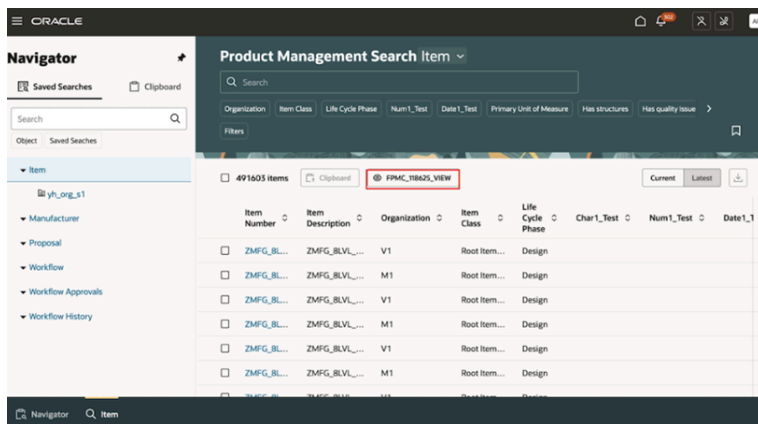 ORACLE
302
Navigator
Saved Searches
Clipboard
Search
Object
Saved Seaches
Item
yh_org_s1
Manufacturer
Proposal
Workflow
Workflow Approvals
Workflow History
Product Management Search Item
Search
Organization Item Class Life Cycle Phase Num1_Test Date1_Test Primary Unit of Measure Has structures Has quality issue
Filters
491603 items Clipboard FPMC_118625_VIEW Current Latest
Item Number Item Description Organization Item Class Life Cycle Phase Char1_Test Num1_Test Date1_T
ZMFG_BL... ZMFG_BLVL_... V1 Root Item... Design
ZMFG_BL... ZMFG_BLVL_... M1 Root Item... Design
ZMFG_BL... ZMFG_BLVL_... V1 Root Item... Design
ZMFG_BL... ZMFG_BLVL_... M1 Root Item... Design
ZMFG_BL... ZMFG_BLVL_... V1 Root Item... Design
ZMFG_BL... ZMFG_BLVL_... M1 Root Item... Design
Navigator Item